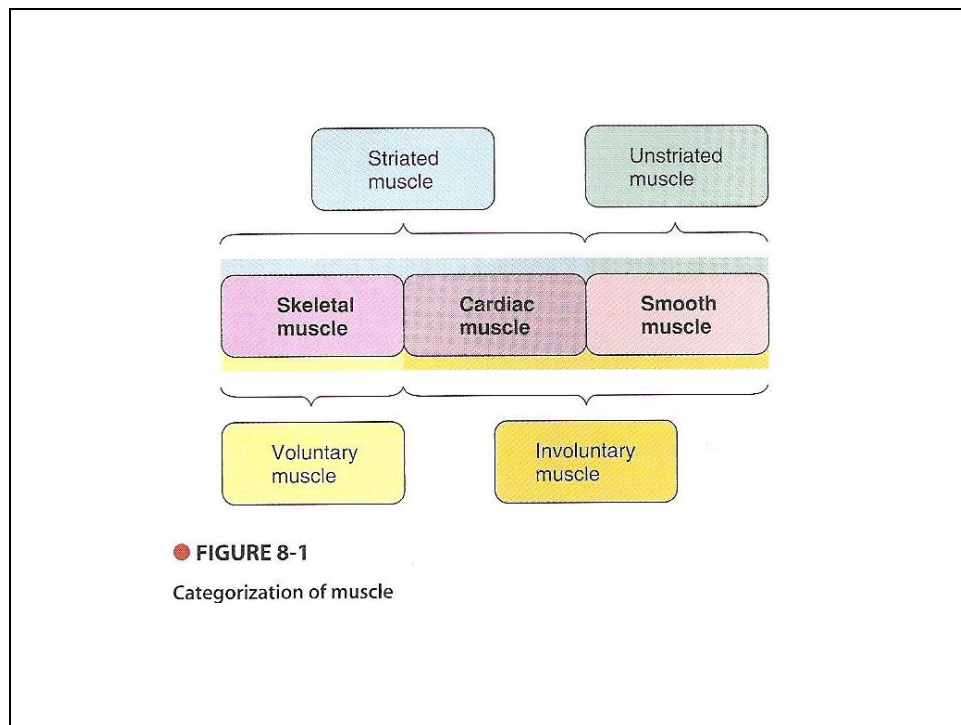 Striated
muscle
Unstriated
muscle
Skeletal
muscle
Cardiac
muscle
Smooth
muscle
Voluntary
muscle
Involuntary
muscle
FIGURE 8-1
Categorization of muscle